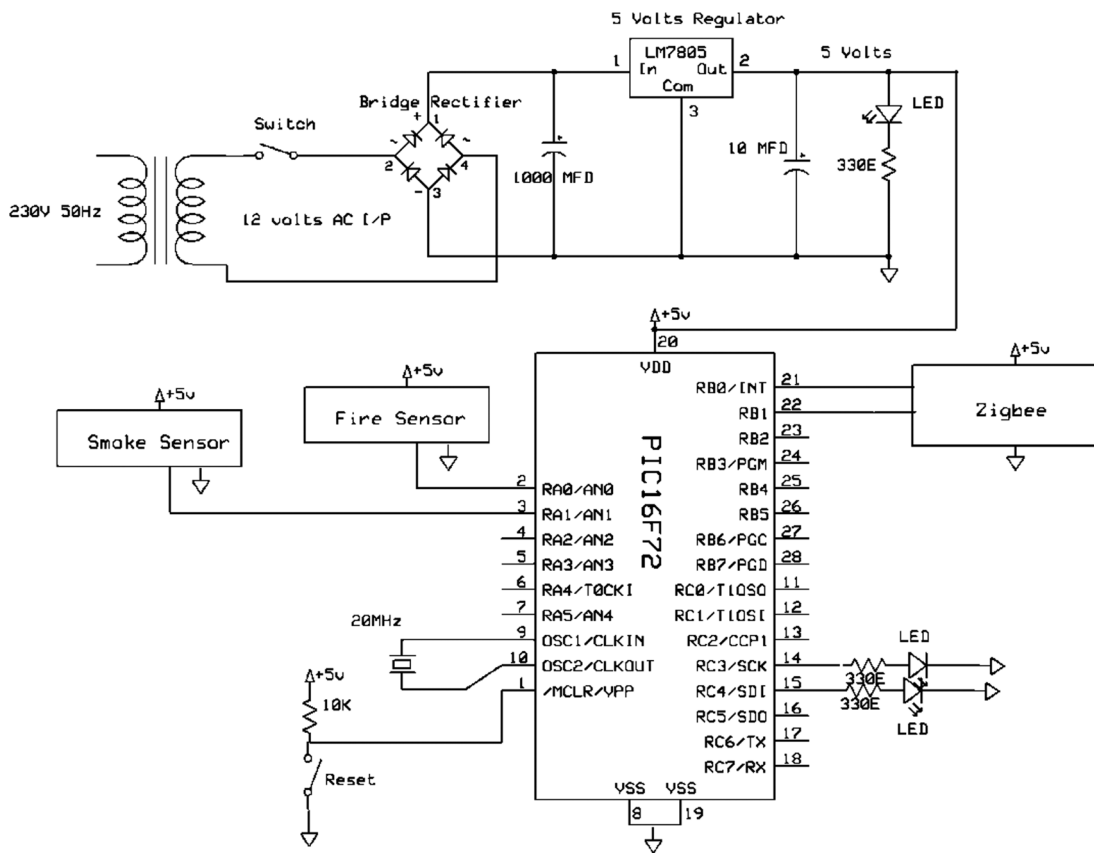 5 Volts Regulator
LM7805
1 In Out 2
Com
3
5 Volts
LED
330E
10 MFD
+
1000 MFD
+
Bridge Rectifier
+ 1
~ ~
2 4
- 3
Switch
230V 50Hz
12 volts AC I/P
+5v
20
VDD
PIC16F72
+5v
Smoke Sensor
+5v
Fire Sensor
+5v
Zigbee
2 RA0/AN0
3 RA1/AN1
4 RA2/AN2
5 RA3/AN3
6 RA4/T0CKI
7 RA5/AN4
9 OSC1/CLKIN
10 OSC2/CLKOUT
1 /MCLR/VPP
RB0/INT 21
RB1 22
RB2 23
RB3/PGM 24
RB4 25
RB5 26
RB6/PGC 27
RB7/PGD 28
RC0/T1OSO 11
RC1/T1OSI 12
RC2/CCP1 13
RC3/SCK 14
RC4/SDI 15
RC5/SDO 16
RC6/TX 17
RC7/RX 18
VSS VSS
8 19
20MHz
+5v
10K
Reset
LED
330E
330E
LED